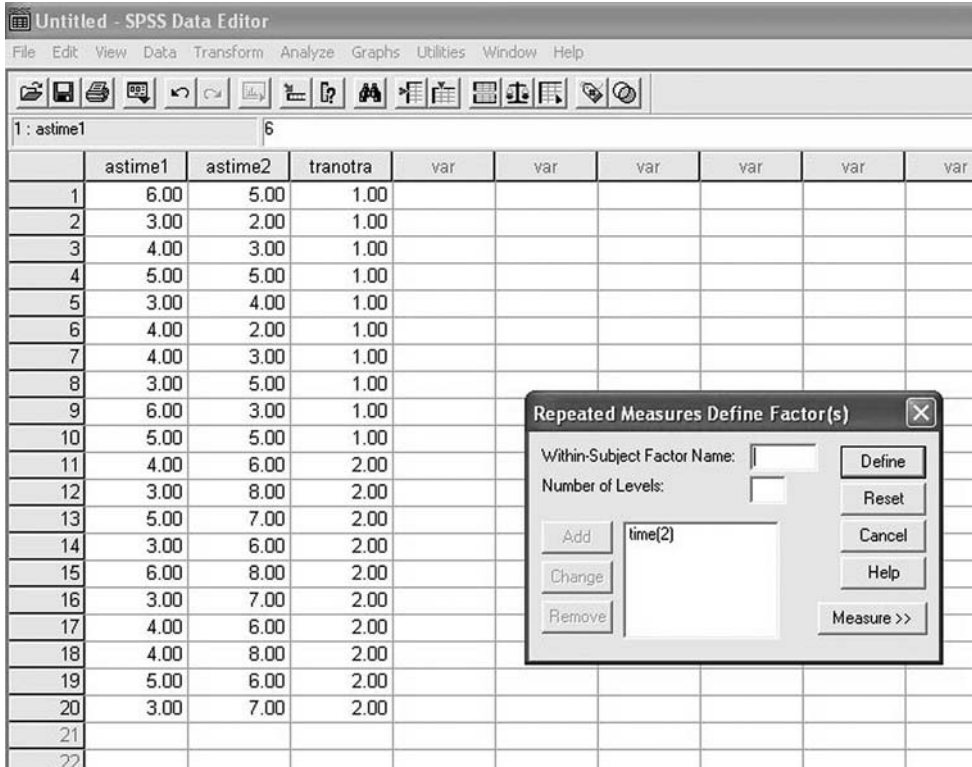 Untitled - SPSS Data Editor
File Edit View Data Transform Analyze Graphs Utilities Window Help
1 : astime1 6
astime1 astime2 tranotra var var var var var var
1 6.00 5.00 1.00
2 3.00 2.00 1.00
3 4.00 3.00 1.00
4 5.00 5.00 1.00
5 3.00 4.00 1.00
6 4.00 2.00 1.00
7 4.00 3.00 1.00
8 3.00 5.00 1.00
9 6.00 3.00 1.00
10 5.00 5.00 1.00
11 4.00 6.00 2.00
12 3.00 8.00 2.00
13 5.00 7.00 2.00
14 3.00 6.00 2.00
15 6.00 8.00 2.00
16 3.00 7.00 2.00
17 4.00 6.00 2.00
18 4.00 8.00 2.00
19 5.00 6.00 2.00
20 3.00 7.00 2.00
21
22
Repeated Measures Define Factor(s)
Within-Subject Factor Name: Define
Number of Levels: Reset
Add time(2) Cancel
Change Help
Remove Measure >>